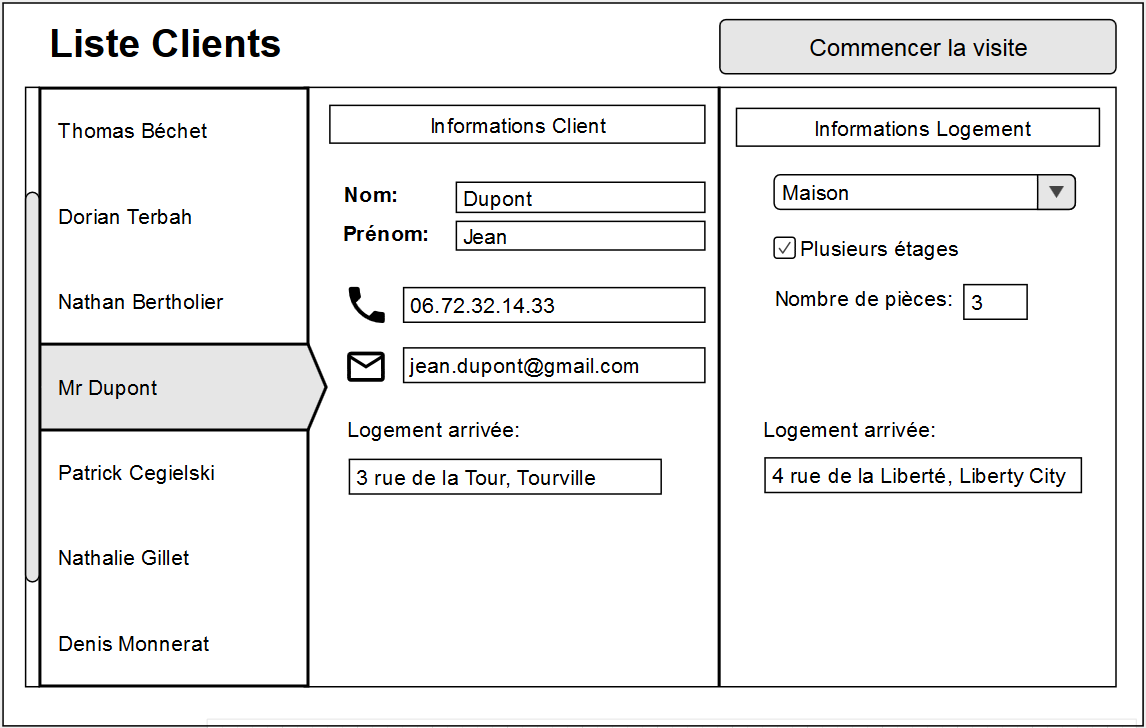 Liste Clients
Commencer la visite
Thomas Béchet
Dorian Terbah
Nathan Bertholier
Mr Dupont
Patrick Cegielski
Nathalie Gillet
Denis Monnerat
Informations Client
Nom: Dupont
Prénom: Jean
06.72.32.14.33
jean.dupont@gmail.com
Logement arrivée:
3 rue de la Tour, Tourville
Informations Logement
Maison
Plusieurs étages
Nombre de pièces: 3
Logement arrivée:
4 rue de la Liberté, Liberty City